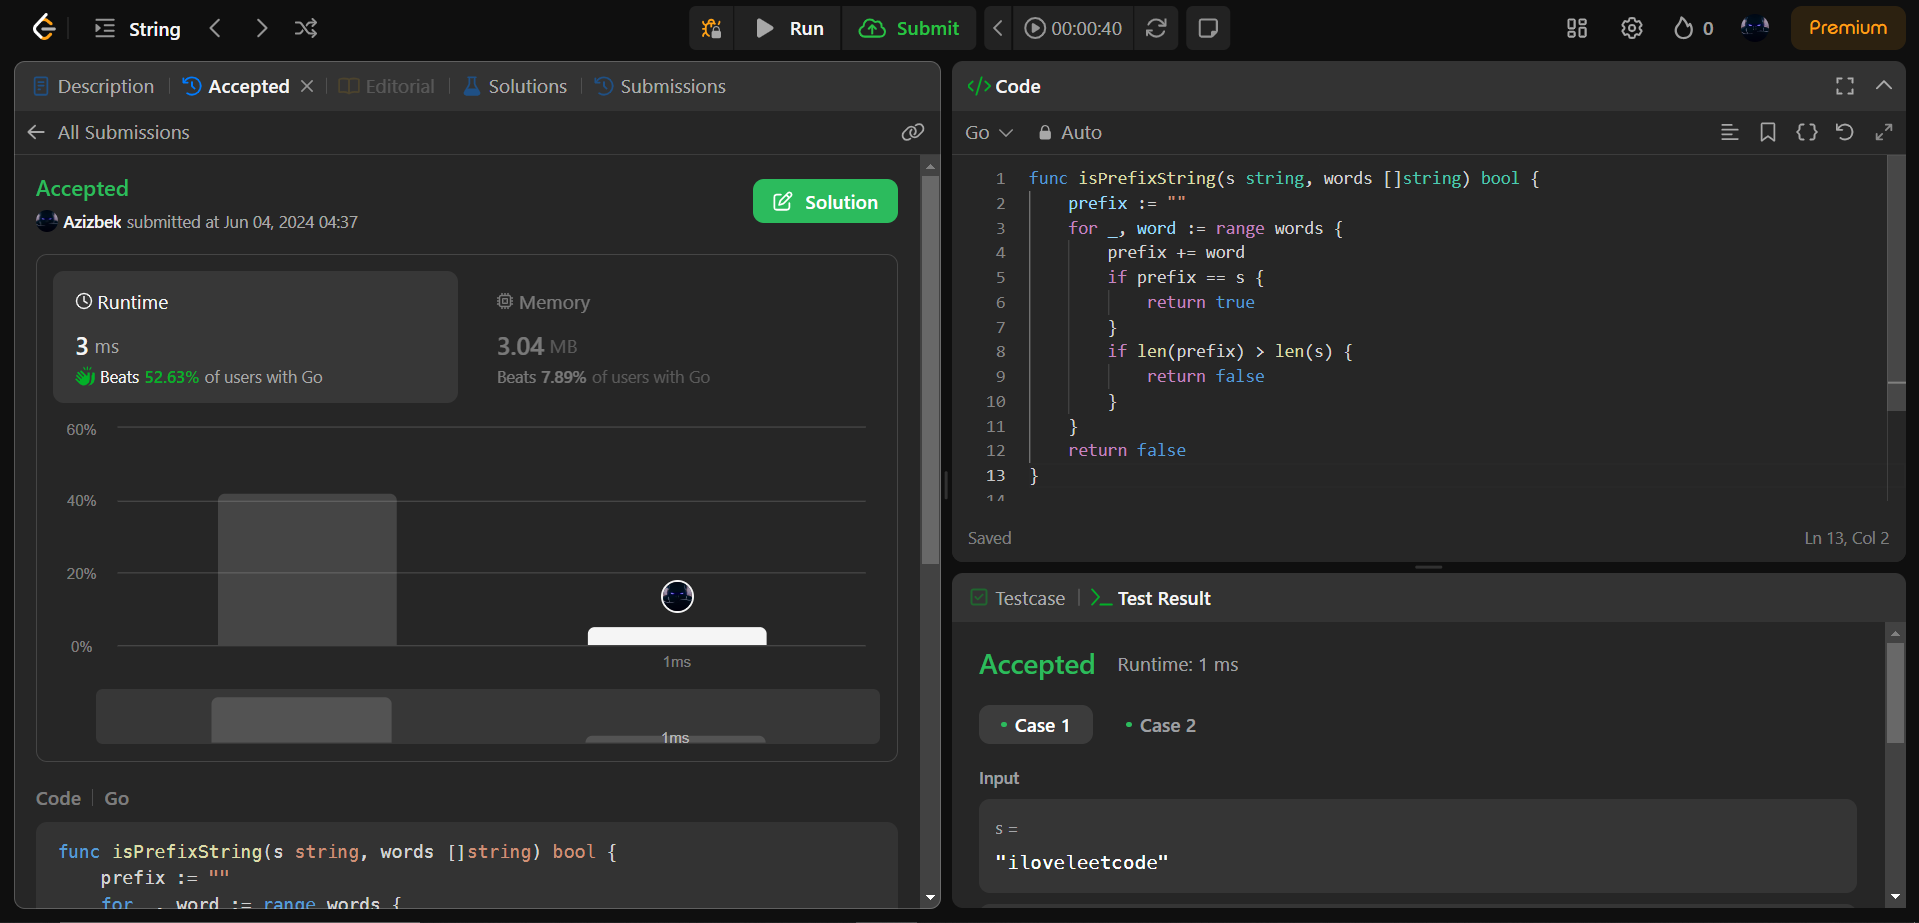 String
Run
Submit
00:00:40
0
Premium
Description
Accepted
Editorial
Solutions
Submissions
All Submissions
Accepted
Azizbek submitted at Jun 04, 2024 04:37
Solution
Runtime
3 ms
Beats 52.63% of users with Go
Memory
3.04 MB
Beats 7.89% of users with Go
60%
40%
20%
0%
1ms
1ms
Code
Go
func isPrefixString(s string, words []string) bool {
    prefix := ""
    for _, word := range words {
Code
Go
Auto
1 func isPrefixString(s string, words []string) bool {
2     prefix := ""
3     for _, word := range words {
4         prefix += word
5         if prefix == s {
6             return true
7         }
8         if len(prefix) > len(s) {
9             return false
10         }
11     }
12     return false
13 }
14
Saved
Ln 13, Col 2
Testcase
Test Result
Accepted
Runtime: 1 ms
Case 1
Case 2
Input
s =
"iloveleetcode"